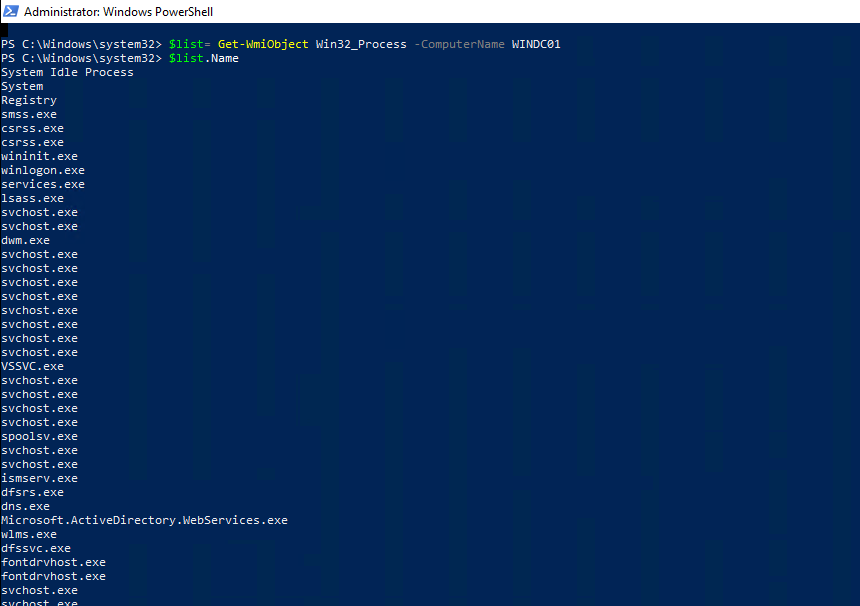 Administrator: Windows PowerShell
PS C:\Windows\system32> $list= Get-WmiObject Win32_Process -ComputerName WINDC01
PS C:\Windows\system32> $list.Name
System Idle Process
System
Registry
smss.exe
csrss.exe
csrss.exe
wininit.exe
winlogon.exe
services.exe
lsass.exe
svchost.exe
svchost.exe
dwm.exe
svchost.exe
svchost.exe
svchost.exe
svchost.exe
svchost.exe
svchost.exe
svchost.exe
svchost.exe
VSSVC.exe
svchost.exe
svchost.exe
svchost.exe
svchost.exe
spoolsv.exe
svchost.exe
svchost.exe
ismserv.exe
dfsrs.exe
dns.exe
Microsoft.ActiveDirectory.WebServices.exe
wlms.exe
dfssvc.exe
fontdrvhost.exe
fontdrvhost.exe
svchost.exe
svchost.exe